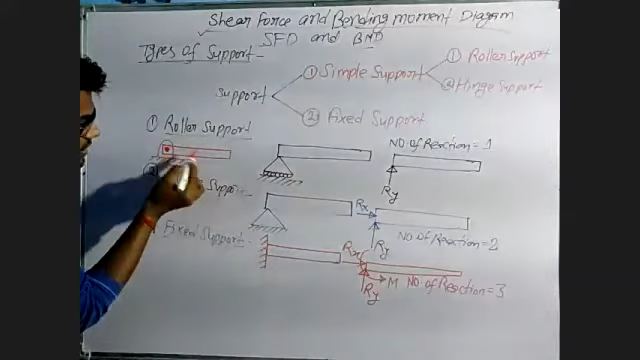 Shear Force and Bending moment Diagram
SFD and BMD
Types of Support -
Support
① Simple Support
① Roller Support
② Hinge Support
② Fixed Support
① Roller Support
NO. of Reaction = 1
Ry
Rx
Ry
NO. of Reaction = 2
Fixed Support -
Rx
Ry
M
NO. of Reaction = 3